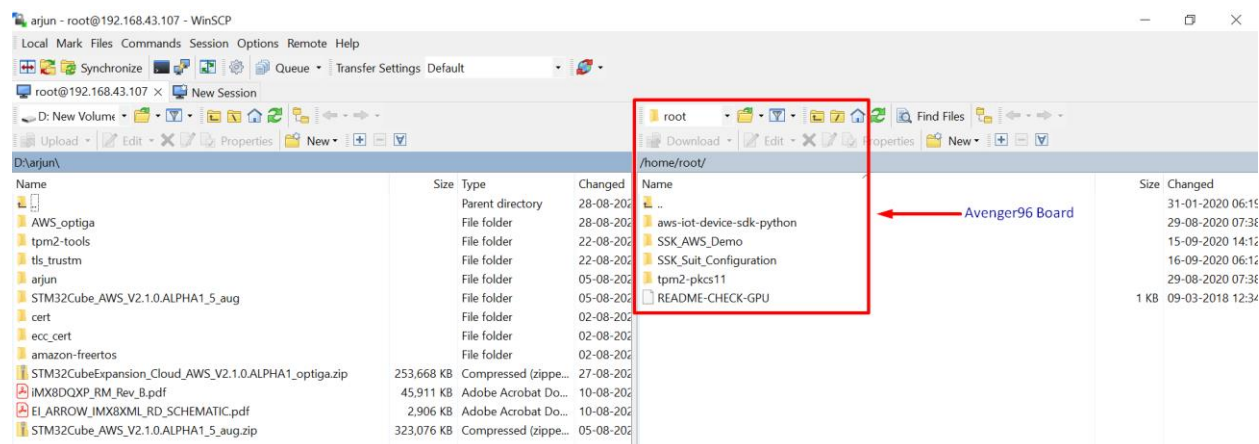 arjun - root@192.168.43.107 - WinSCP
Local Mark Files Commands Session Options Remote Help
Synchronize Queue Transfer Settings Default
root@192.168.43.107 × New Session
D: New Volume
root Find Files
Upload Edit Properties New
Download Edit Properties New
D:\arjun\
/home/root/
Name Size Type Changed
.. Parent directory 28-08-202
AWS_optiga File folder 28-08-202
tpm2-tools File folder 22-08-202
tls_trustm File folder 22-08-202
arjun File folder 05-08-202
STM32Cube_AWS_V2.1.0.ALPHA1_5_aug File folder 05-08-202
cert File folder 02-08-202
ecc_cert File folder 02-08-202
amazon-freertos File folder 02-08-202
STM32CubeExpansion_Cloud_AWS_V2.1.0.ALPHA1_optiga.zip 253,668 KB Compressed (zippe... 27-08-202
iMX8DQXP_RM_Rev_B.pdf 45,911 KB Adobe Acrobat Do... 10-08-202
EI_ARROW_IMX8XML_RD_SCHEMATIC.pdf 2,906 KB Adobe Acrobat Do... 10-08-202
STM32Cube_AWS_V2.1.0.ALPHA1_5_aug.zip 323,076 KB Compressed (zippe... 05-08-202
Name Size Changed
.. 31-01-2020 06:19
aws-iot-device-sdk-python 29-08-2020 07:38
SSK_AWS_Demo 15-09-2020 14:12
SSK_Suit_Configuration 16-09-2020 06:12
tpm2-pkcs11 29-08-2020 07:38
README-CHECK-GPU 1 KB 09-03-2018 12:34
Avenger96 Board